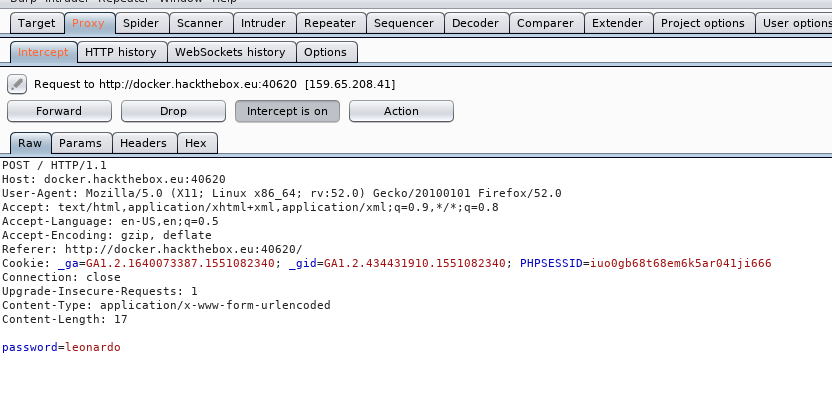 Burp Intruder Repeater Window Help
Target Proxy Spider Scanner Intruder Repeater Sequencer Decoder Comparer Extender Project options User options
Intercept HTTP history WebSockets history Options
Request to http://docker.hackthebox.eu:40620 [159.65.208.41]
Forward Drop Intercept is on Action
Raw Params Headers Hex
POST / HTTP/1.1
Host: docker.hackthebox.eu:40620
User-Agent: Mozilla/5.0 (X11; Linux x86_64; rv:52.0) Gecko/20100101 Firefox/52.0
Accept: text/html,application/xhtml+xml,application/xml;q=0.9,*/*;q=0.8
Accept-Language: en-US,en;q=0.5
Accept-Encoding: gzip, deflate
Referer: http://docker.hackthebox.eu:40620/
Cookie: _ga=GA1.2.1640073387.1551082340; _gid=GA1.2.434431910.1551082340; PHPSESSID=iuo0gb68t68em6k5ar041ji666
Connection: close
Upgrade-Insecure-Requests: 1
Content-Type: application/x-www-form-urlencoded
Content-Length: 17
password=leonardo